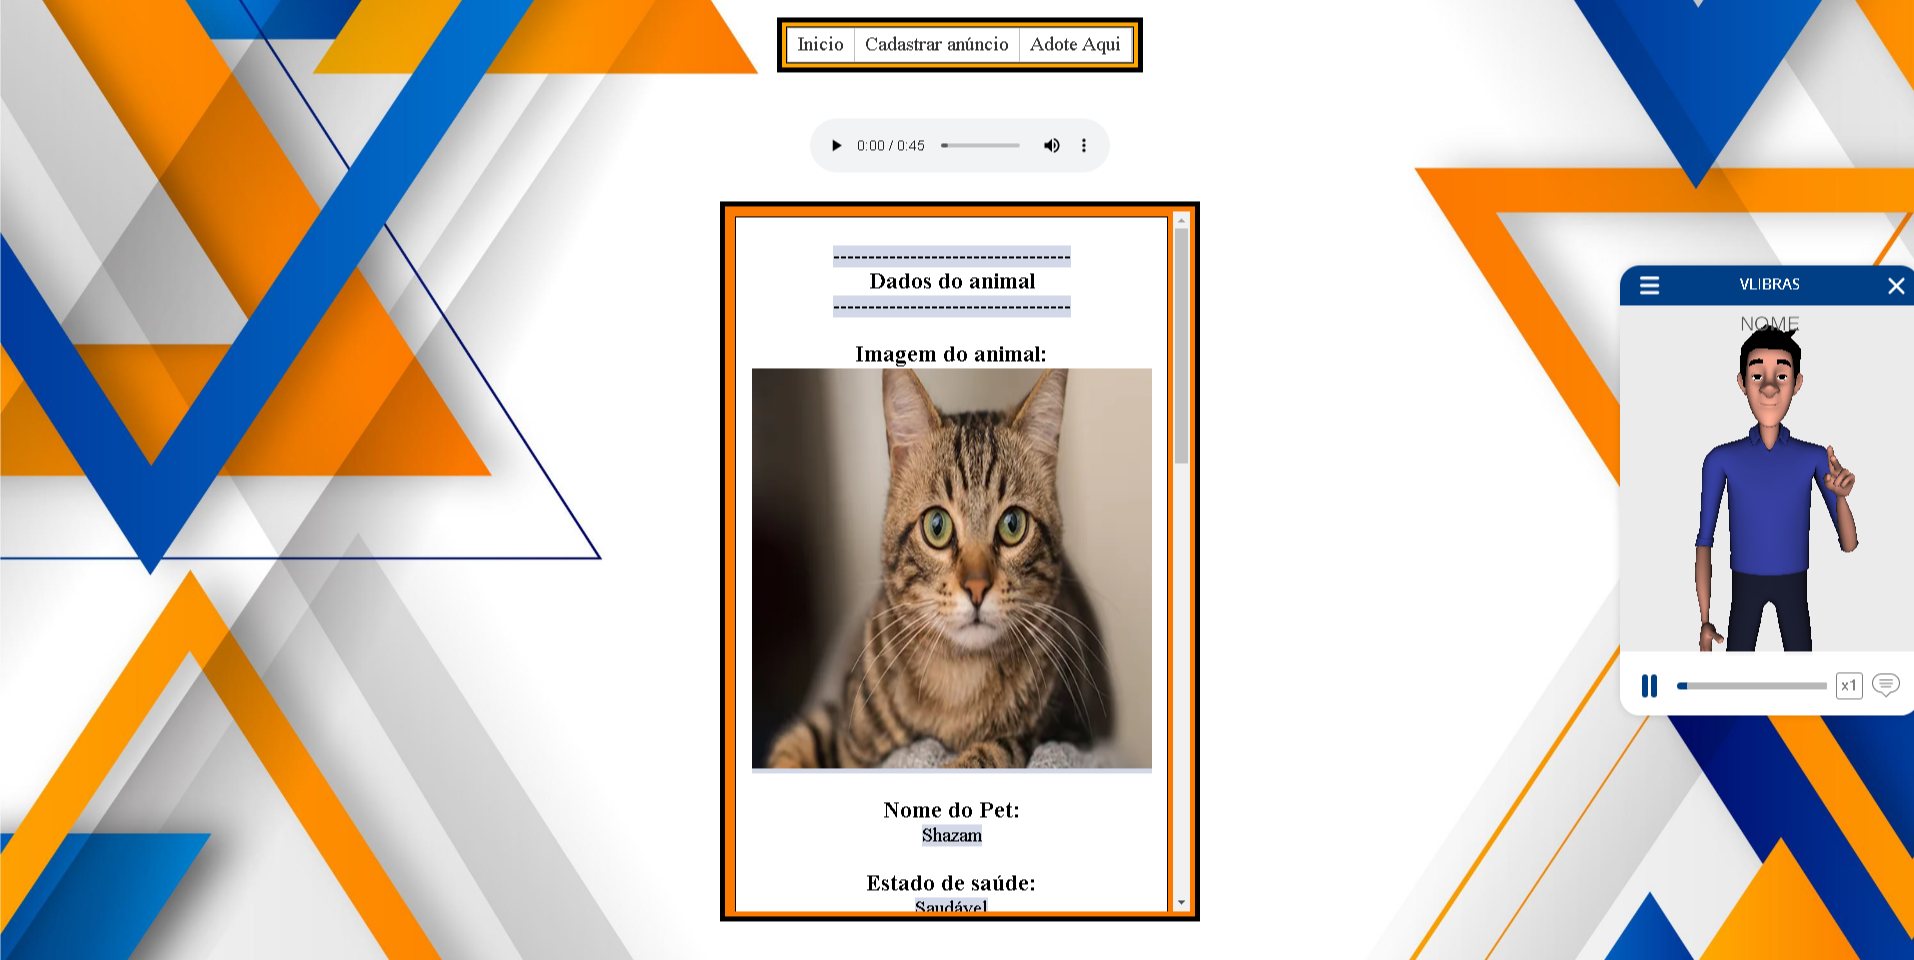 Inicio Cadastrar anúncio Adote Aqui
0:00 / 0:45
----------------------------------
Dados do animal
----------------------------------
Imagem do animal:
Nome do Pet:
Shazam
Estado de saúde:
Saudável
VLIBRAS
NOME
x1